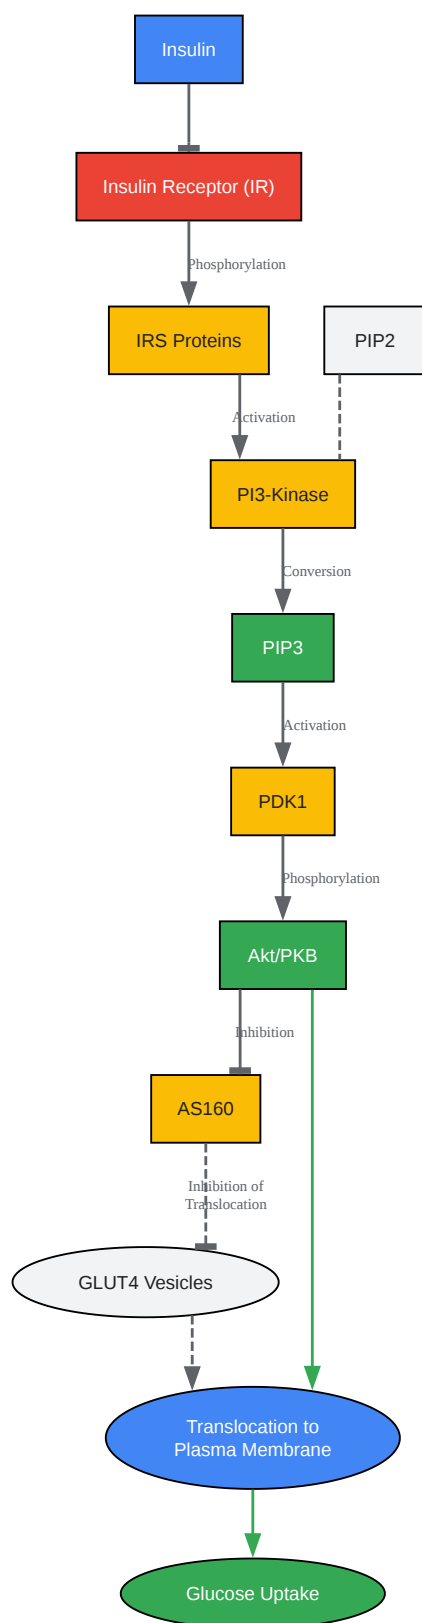 Insulin
Insulin Receptor (IR)
Phosphorylation
IRS Proteins
PIP2
Activation
PI3-Kinase
Conversion
PIP3
Activation
PDK1
Phosphorylation
Akt/PKB
Inhibition
AS160
Inhibition of
Translocation
GLUT4 Vesicles
Translocation to
Plasma Membrane
Glucose Uptake